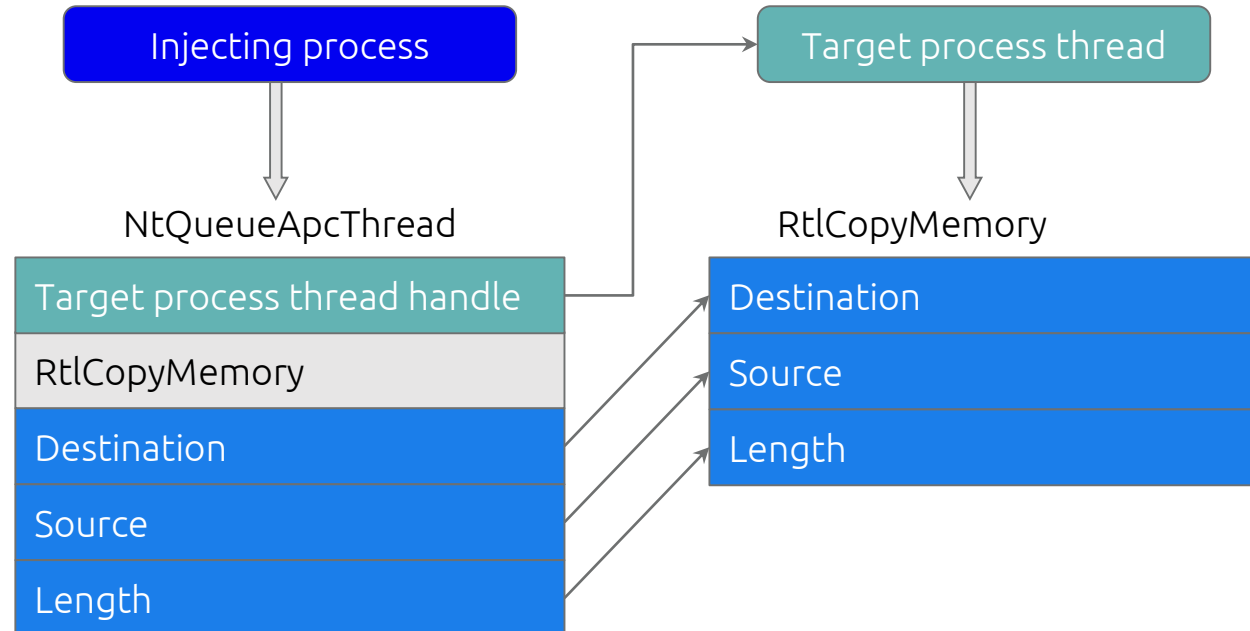 Injecting process
Target process thread
NtQueueApcThread
RtlCopyMemory
Target process thread handle
RtlCopyMemory
Destination
Source
Length
Destination
Source
Length